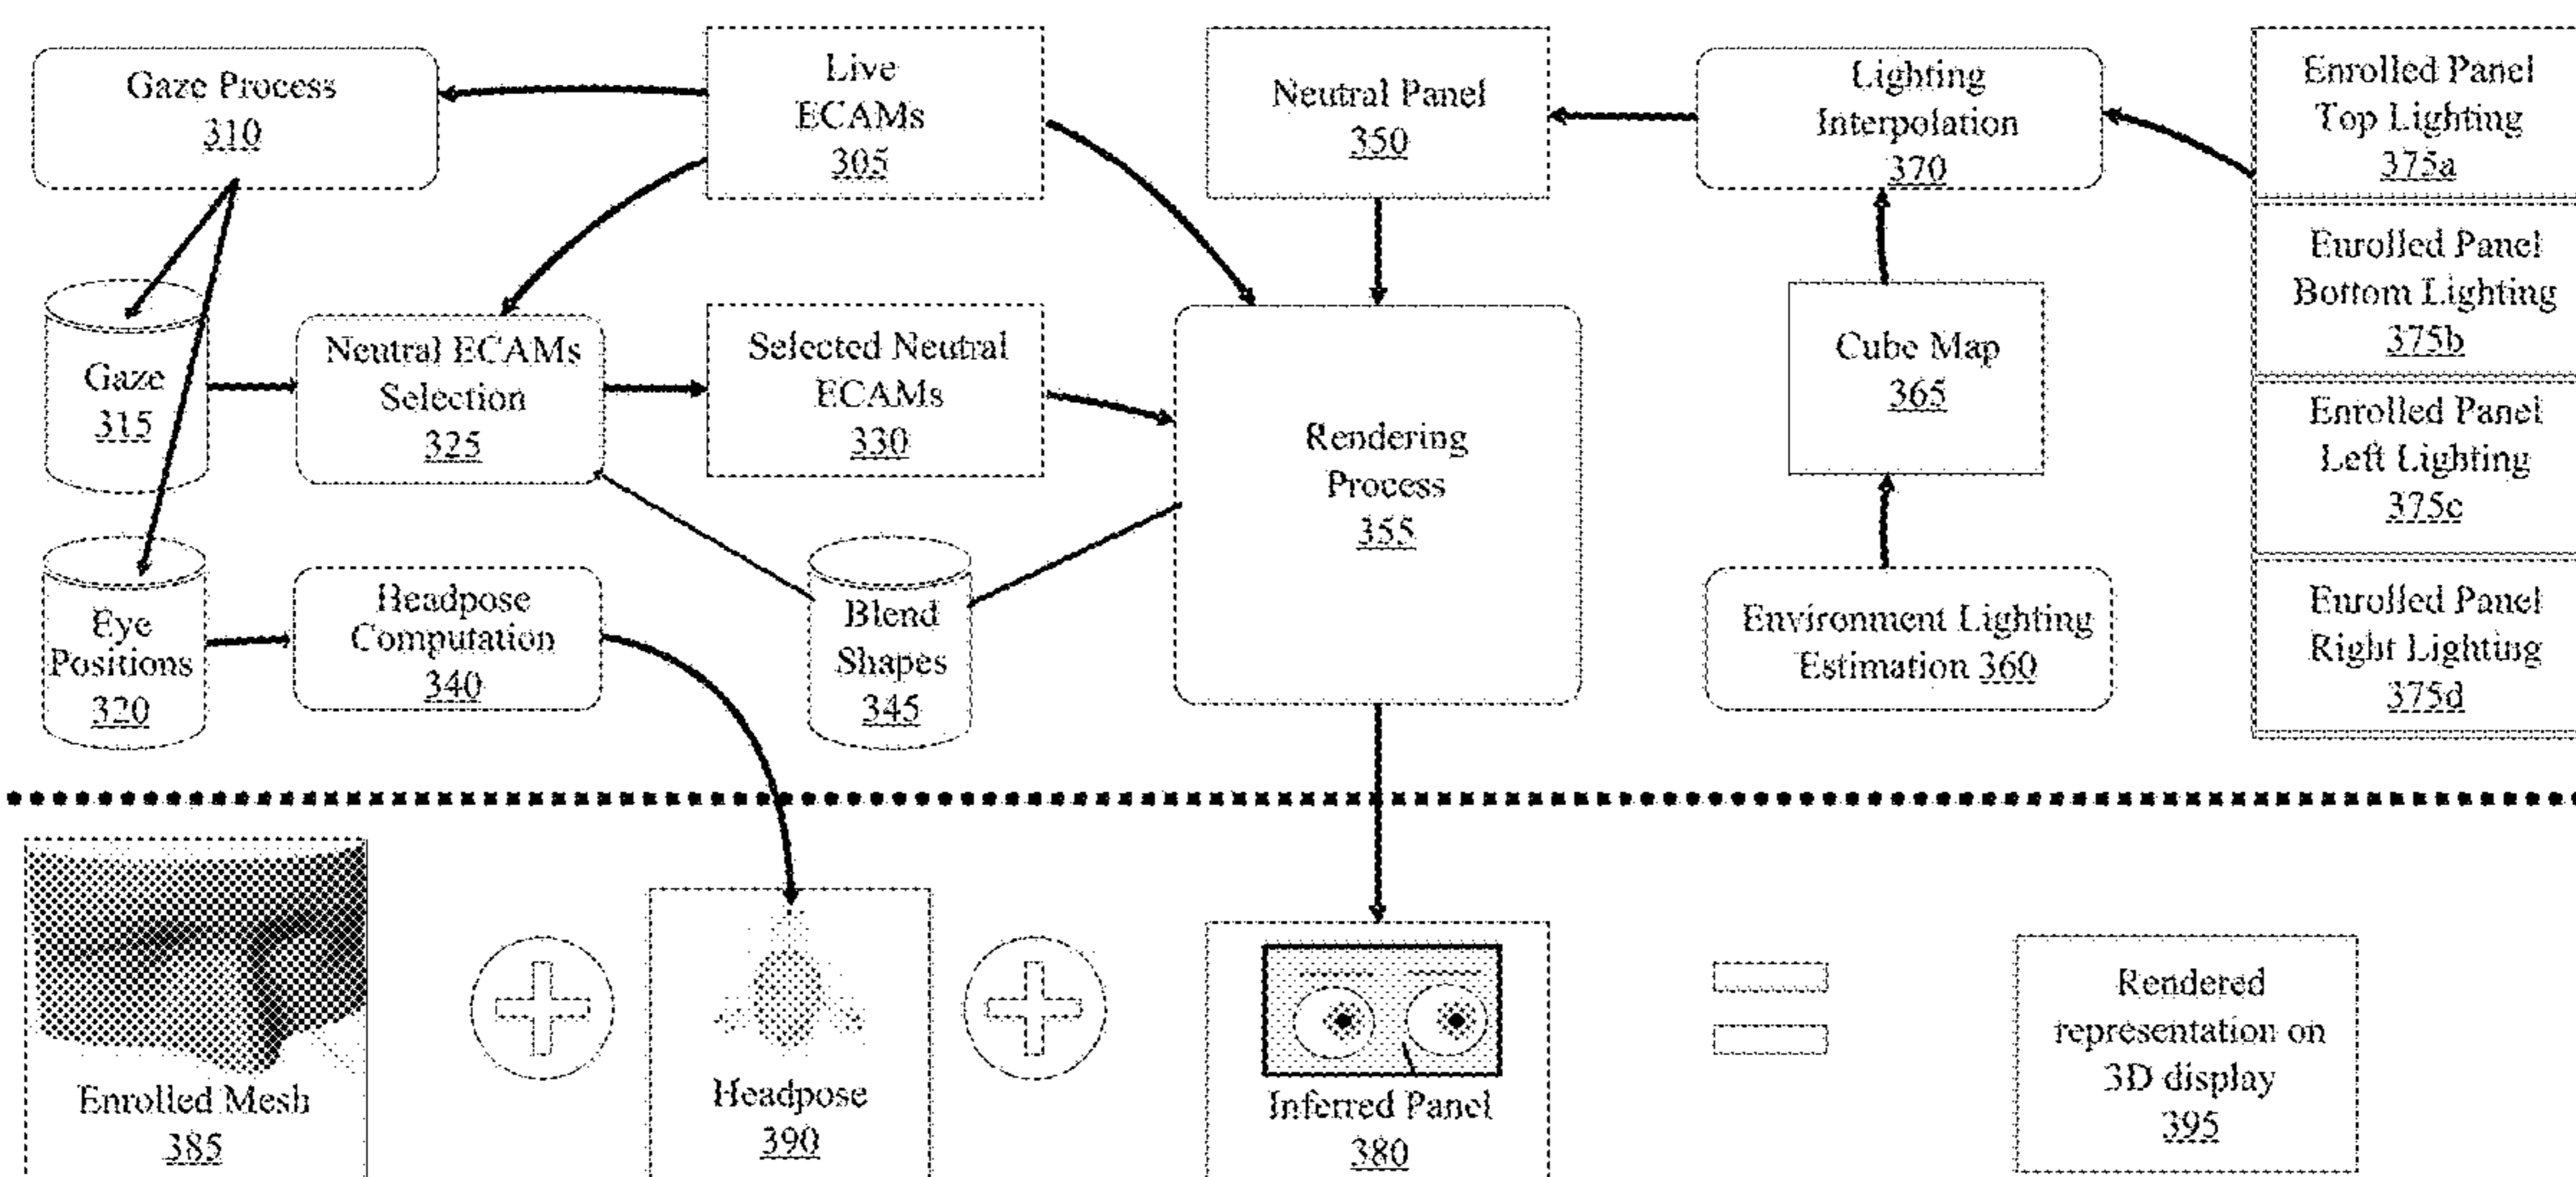 Gaze Process
310
Live
ECAMs
305
Neutral Panel
350
Lighting
Interpolation
370
Enrolled Panel
Top Lighting
375a
Enrolled Panel
Bottom Lighting
375b
Enrolled Panel
Left Lighting
375c
Enrolled Panel
Right Lighting
375d
Gaze
315
Neutral ECAMs
Selection
325
Selected Neutral
ECAMs
330
Rendering
Process
355
Cube Map
365
Eye
Positions
320
Headpose
Computation
340
Blend
Shapes
345
Environment Lighting
Estimation 360
Enrolled Mesh
385
Headpose
390
Inferred Panel
380
Rendered
representation on
3D display
395